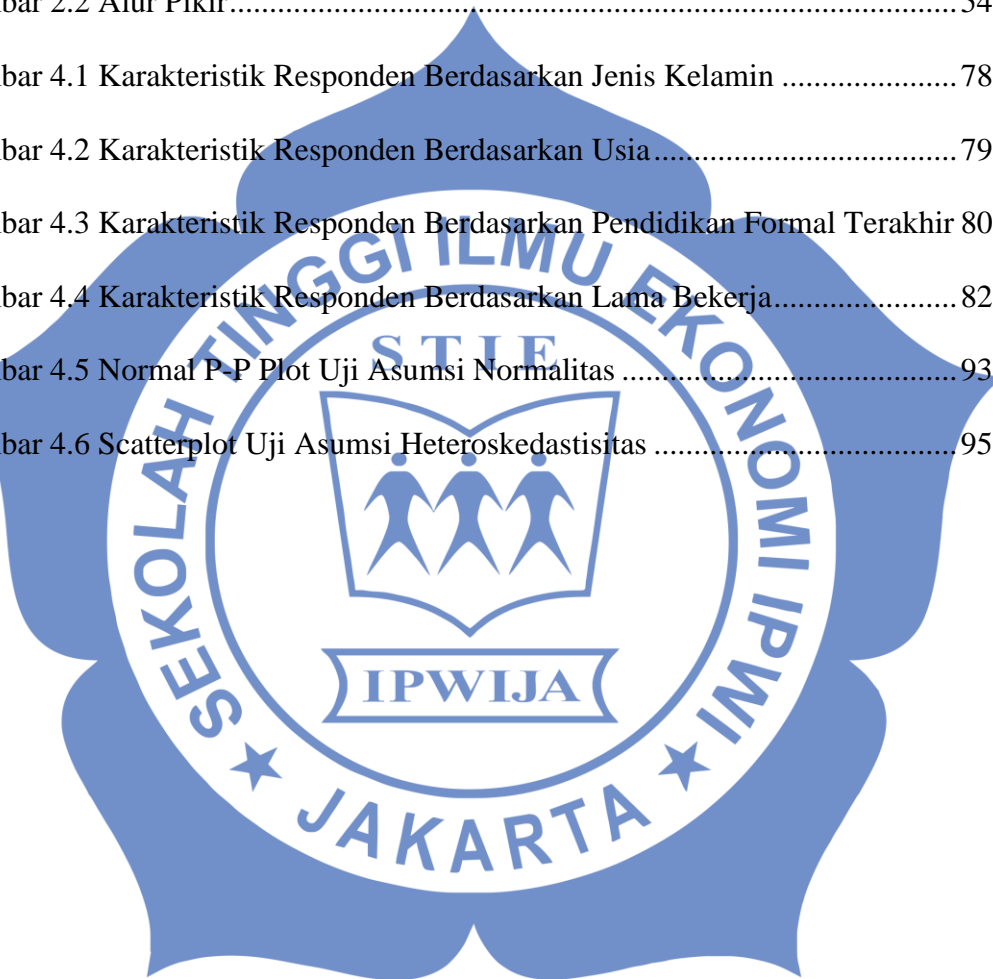 bar 2.2 Alur Pikir........................................................................................ 54
bar 4.1 Karakteristik Responden Berdasarkan Jenis Kelamin ................... 78
bar 4.2 Karakteristik Responden Berdasarkan Usia................................... 79
bar 4.3 Karakteristik Responden Berdasarkan Pendidikan Formal Terakhir 80
bar 4.4 Karakteristik Responden Berdasarkan Lama Bekerja..................... 82
bar 4.5 Normal P-P Plot Uji Asumsi Normalitas ....................................... 93
bar 4.6 Scatterplot Uji Asumsi Heteroskedastisitas ................................... 95
SEKOLAH TINGGI ILMU EKONOMI IPWI
STIE
IPWIJA
★ JAKARTA ★